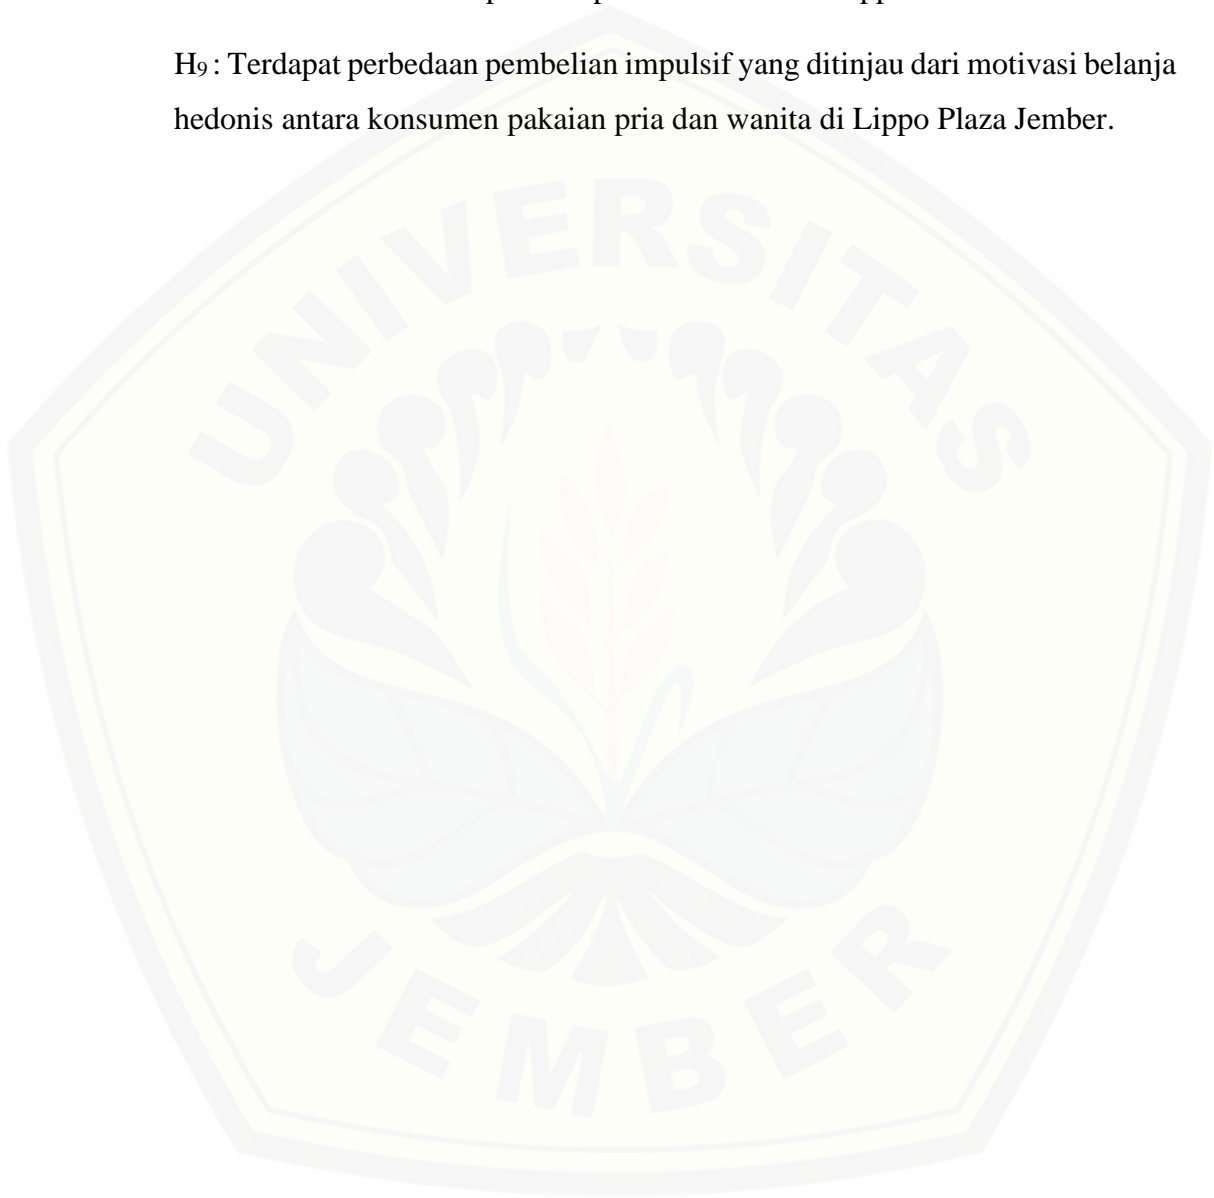 H₉ : Terdapat perbedaan pembelian impulsif yang ditinjau dari motivasi belanja
hedonis antara konsumen pakaian pria dan wanita di Lippo Plaza Jember.
UNIVERSITAS
JEMBER